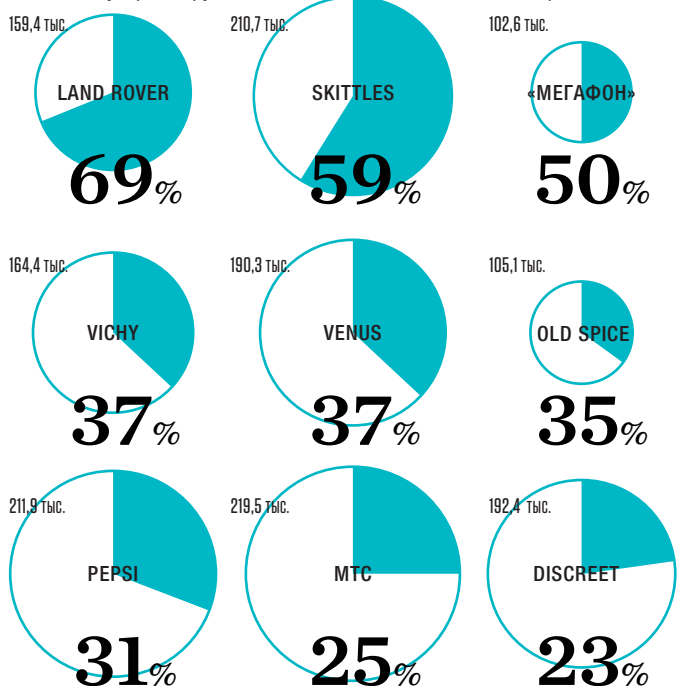 159,4 тыс.
LAND ROVER
69%
210,7 тыс.
SKITTLES
59%
102,6 тыс.
«МЕГАФОН»
50%
164,4 тыс.
VICHY
37%
190,3 тыс.
VENUS
37%
105,1 тыс.
OLD SPICE
35%
211,9 тыс.
PEPSI
31%
219,5 тыс.
МТС
25%
192,4 тыс.
DISCREET
23%